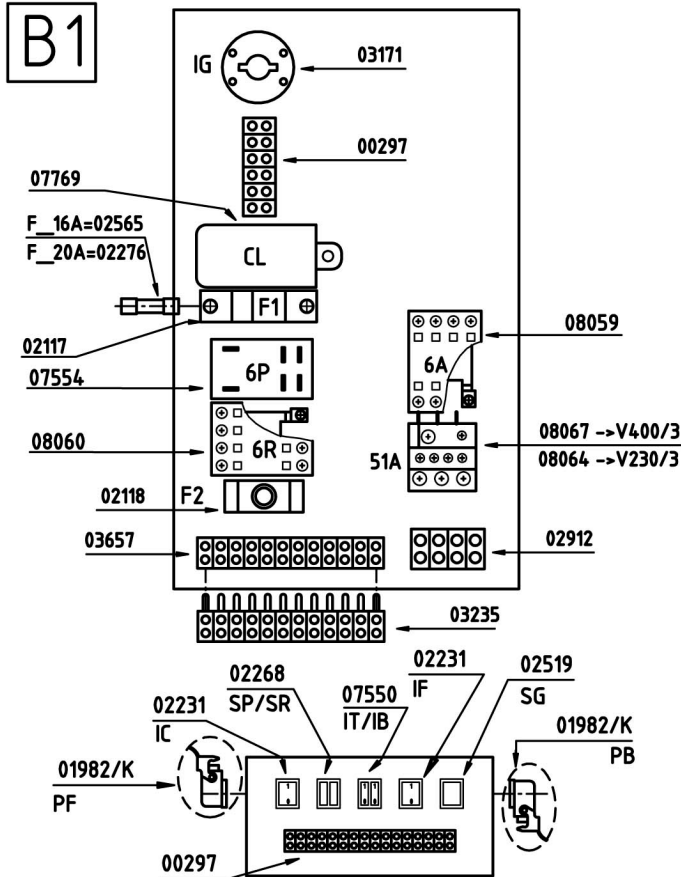 B1
IG
03171
00297
07769
F__16A=02565
F__20A=02276
CL
F1
02117
07554
6P
6A
08059
08060
6R
51A
08067 ->V400/3
08064 ->V230/3
02118
F2
03657
02912
03235
02231
IC
02268
SP/SR
07550
IT/IB
02231
IF
02519
SG
01982/K
PB
01982/K
PF
00297